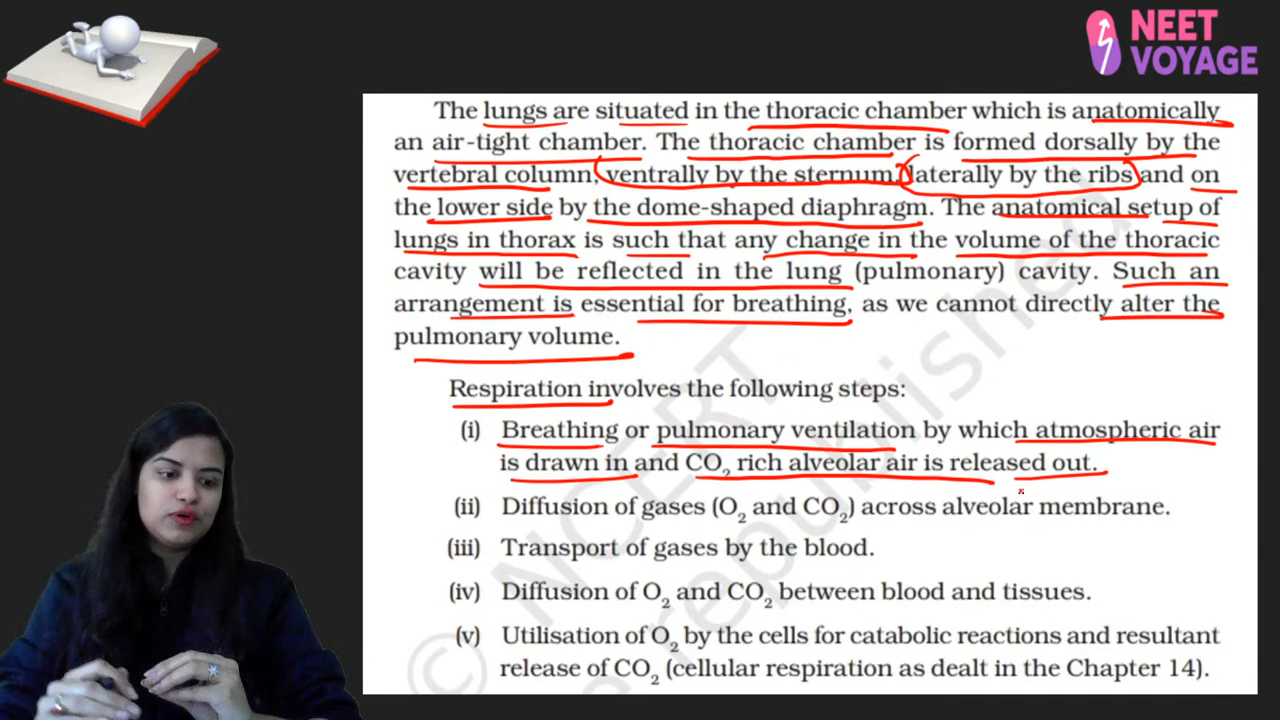 NEET
VOYAGE
The lungs are situated in the thoracic chamber which is anatomically
an air-tight chamber. The thoracic chamber is formed dorsally by the
vertebral column, ventrally by the sternum, laterally by the ribs and on
the lower side by the dome-shaped diaphragm. The anatomical setup of
lungs in thorax is such that any change in the volume of the thoracic
cavity will be reflected in the lung (pulmonary) cavity. Such an
arrangement is essential for breathing, as we cannot directly alter the
pulmonary volume.
Respiration involves the following steps:
(i) Breathing or pulmonary ventilation by which atmospheric air
is drawn in and CO₂ rich alveolar air is released out.
(ii) Diffusion of gases (O₂ and CO₂) across alveolar membrane.
(iii) Transport of gases by the blood.
(iv) Diffusion of O₂ and CO₂ between blood and tissues.
(v) Utilisation of O₂ by the cells for catabolic reactions and resultant
release of CO₂ (cellular respiration as dealt in the Chapter 14).
© NCERT
republished